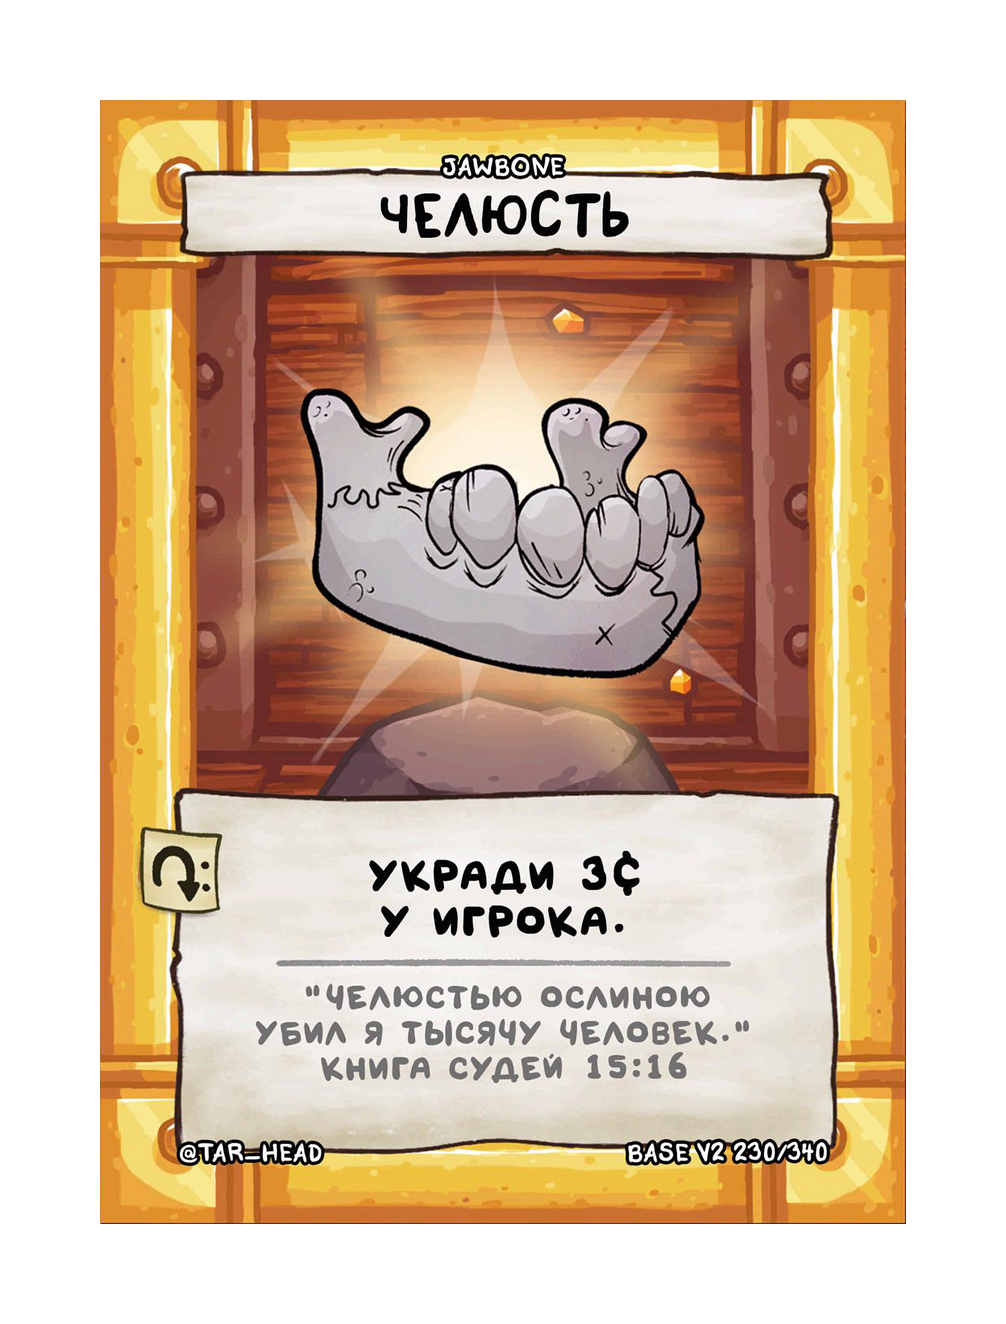 JAWBONE
ЧЕЛЮСТЬ
УКРАДИ 3¢
У ИГРОКА.
"ЧЕЛЮСТЬЮ ОСЛИНОЮ
УБИЛ Я ТЫСЯЧУ ЧЕЛОВЕК."
КНИГА СУДЕЙ 15:16
@TAR_HEAD
BASE V2 230/340